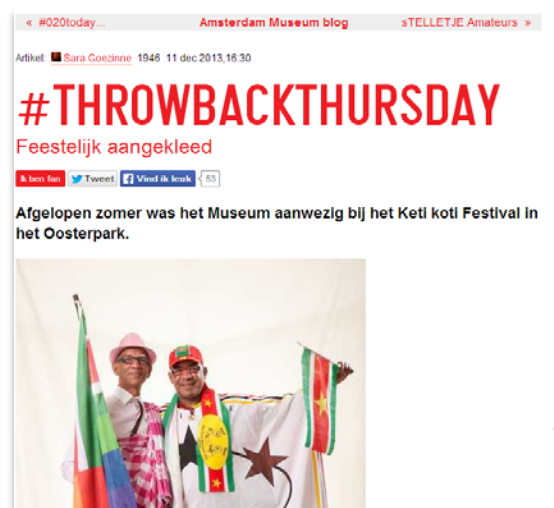 « #020today... Amsterdam Museum blog sTELLETJE Amateurs »
Artikel: Sara Goezinne 1946 11 dec 2013,16:30
#THROWBACKTHURSDAY
Feestelijk aangekleed
Ik ben fan Tweet Vind ik leuk 53
Afgelopen zomer was het Museum aanwezig bij het Keti koti Festival in
het Oosterpark.